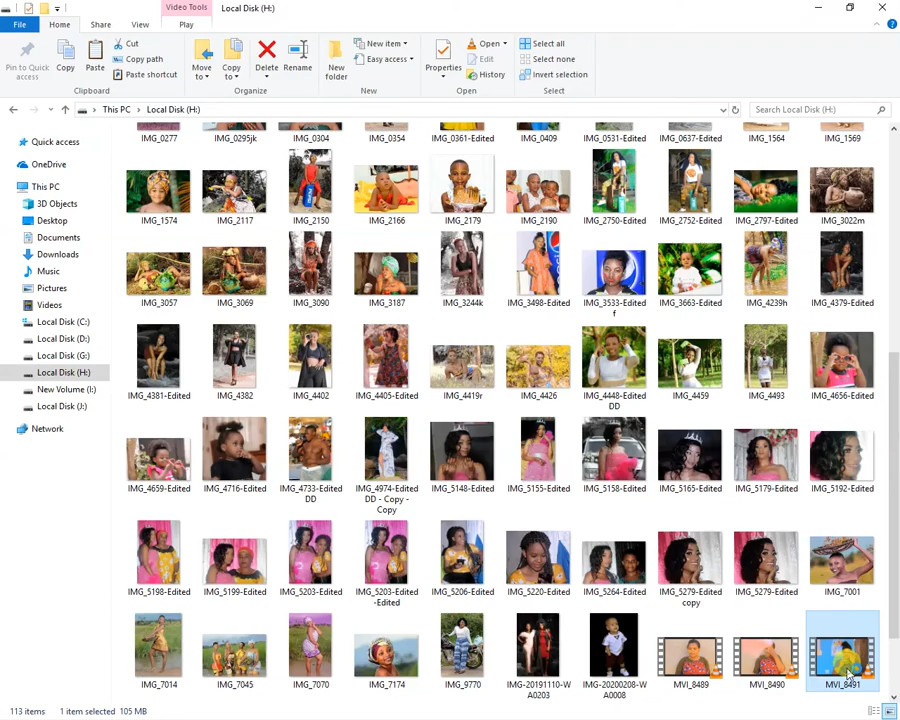 Video Tools
Local Disk (H:)
File
Home
Share
View
Play
Pin to Quick access
Copy
Paste
Cut
Copy path
Paste shortcut
Move to
Copy to
Delete
Rename
New folder
New item
Easy access
Properties
Open
Edit
History
Select all
Select none
Invert selection
Clipboard
Organize
New
Open
Select
This PC > Local Disk (H:)
Search Local Disk (H:)
Quick access
OneDrive
This PC
3D Objects
Desktop
Documents
Downloads
Music
Pictures
Videos
Local Disk (C:)
Local Disk (D:)
Local Disk (G:)
Local Disk (H:)
New Volume (I:)
Local Disk (J:)
Network
IMG_0277 IMG_0295jk IMG_0304 IMG_0354 IMG_0361-Edited IMG_0409 IMG_0531-Edited IMG_0637-Edited IMG_1564 IMG_1569
IMG_1574 IMG_2117 IMG_2150 IMG_2166 IMG_2179 IMG_2190 IMG_2750-Edited IMG_2752-Edited IMG_2797-Edited IMG_3022m
IMG_3057 IMG_3069 IMG_3090 IMG_3187 IMG_3244k IMG_3498-Edited IMG_3533-Edited f IMG_3663-Edited IMG_4239h IMG_4379-Edited
IMG_4381-Edited IMG_4382 IMG_4402 IMG_4405-Edited IMG_4419r IMG_4426 IMG_4448-Edited DD IMG_4459 IMG_4493 IMG_4656-Edited
IMG_4659-Edited IMG_4716-Edited IMG_4733-Edited DD IMG_4974-Edited DD - Copy - Copy IMG_5148-Edited IMG_5155-Edited IMG_5158-Edited IMG_5165-Edited IMG_5179-Edited IMG_5192-Edited
IMG_5198-Edited IMG_5199-Edited IMG_5203-Edited IMG_5203-Edited -Edited IMG_5206-Edited IMG_5220-Edited IMG_5264-Edited IMG_5279-Edited copy IMG_5279-Edited IMG_7001
IMG_7014 IMG_7045 IMG_7070 IMG_7174 IMG_9770 IMG-20191110-WA0203 IMG-20200208-WA0008 MVI_8489 MVI_8490 MVI_8491
113 items 1 item selected 105 MB